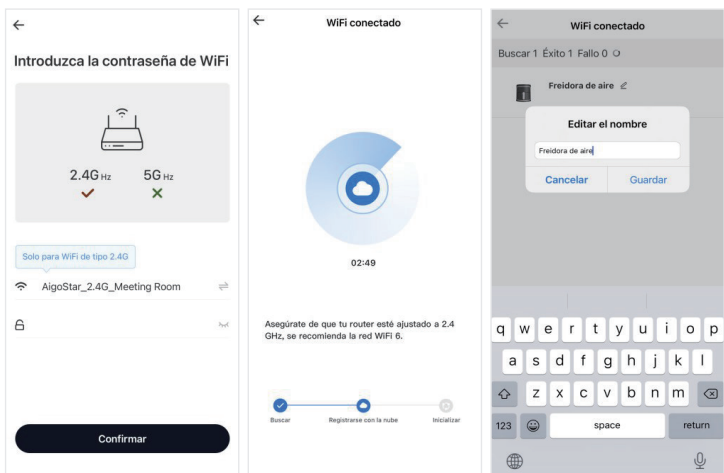 Introduzca la contraseña de WiFi
2.4G Hz 5G Hz
Solo para WiFi de tipo 2.4G
AigoStar_2.4G_Meeting Room
Confirmar
WiFi conectado
02:49
Asegúrate de que tu router esté ajustado a 2.4
GHz, se recomienda la red WiFi 6.
Buscar Registrarse con la nube Inicializar
WiFi conectado
Buscar 1 Éxito 1 Fallo 0
Freidora de aire
Editar el nombre
Freidora de aire
Cancelar Guardar
q w e r t y u i o p
a s d f g h j k l
z x c v b n m
123 space return